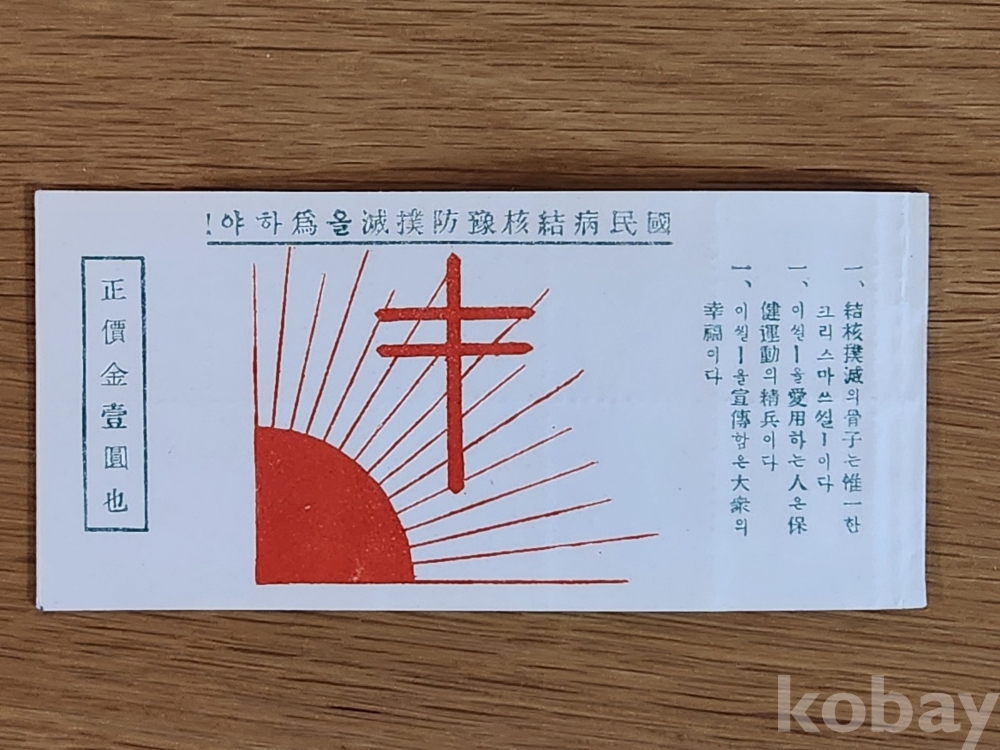 國民病結核豫防撲滅을爲하야!
一、結核撲滅의骨子는惟一한
크리스마쓰씰ー이다
一、이씰ー을愛用하는人은保
健運動의精兵이다
一、이씰ー을宣傳함은大衆의
幸福이다
正價金壹圓也
kobay